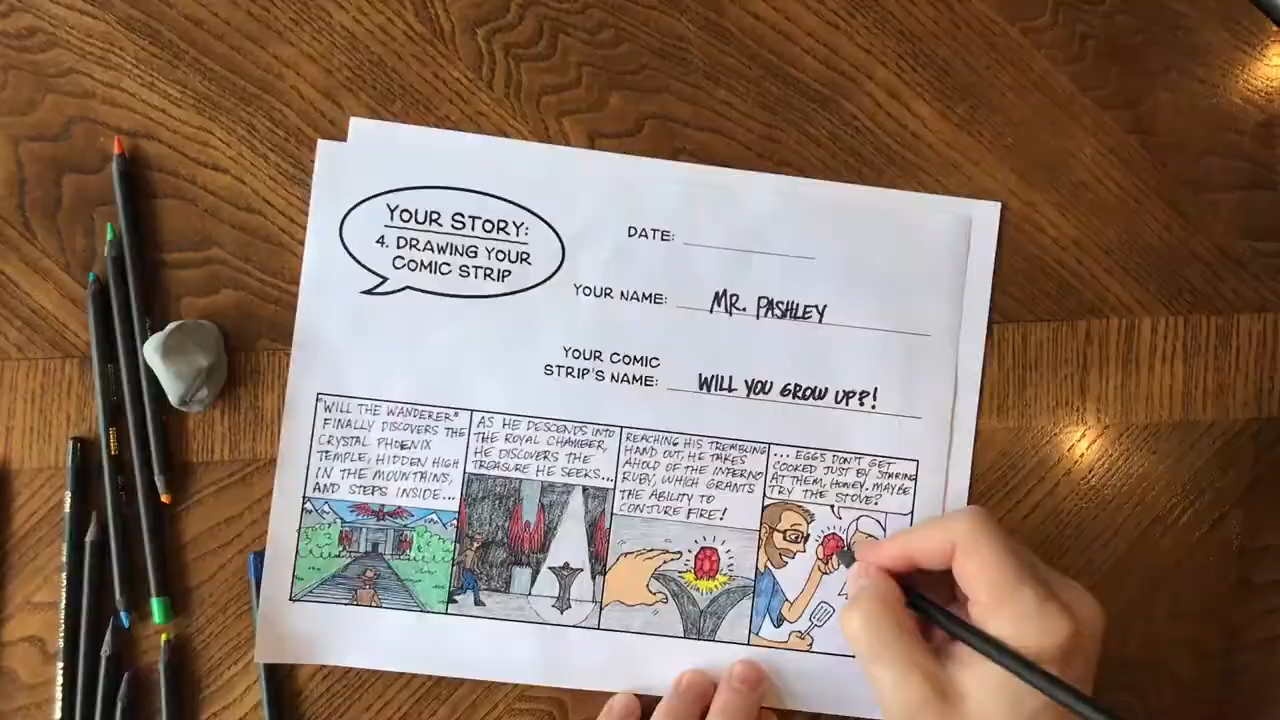 YOUR STORY:
4. DRAWING YOUR
COMIC STRIP
DATE:
YOUR NAME: MR. PASHLEY
YOUR COMIC
STRIP'S NAME: WILL YOU GROW UP?!
"WILL THE WANDERER"
FINALLY DISCOVERS THE
CRYSTAL PHOENIX
TEMPLE, HIDDEN HIGH
IN THE MOUNTAINS,
AND STEPS INSIDE...
AS HE DESCENDS INTO
THE ROYAL CHAMBER,
HE DISCOVERS THE
TREASURE HE SEEKS...
REACHING HIS TREMBLING
HAND OUT, HE TAKES
AHOLD OF THE INFERNO
RUBY, WHICH GRANTS
THE ABILITY TO
CONJURE FIRE!
... EGGS DON'T GET
COOKED JUST BY STARING
AT THEM, HONEY. MAYBE
TRY THE STOVE?